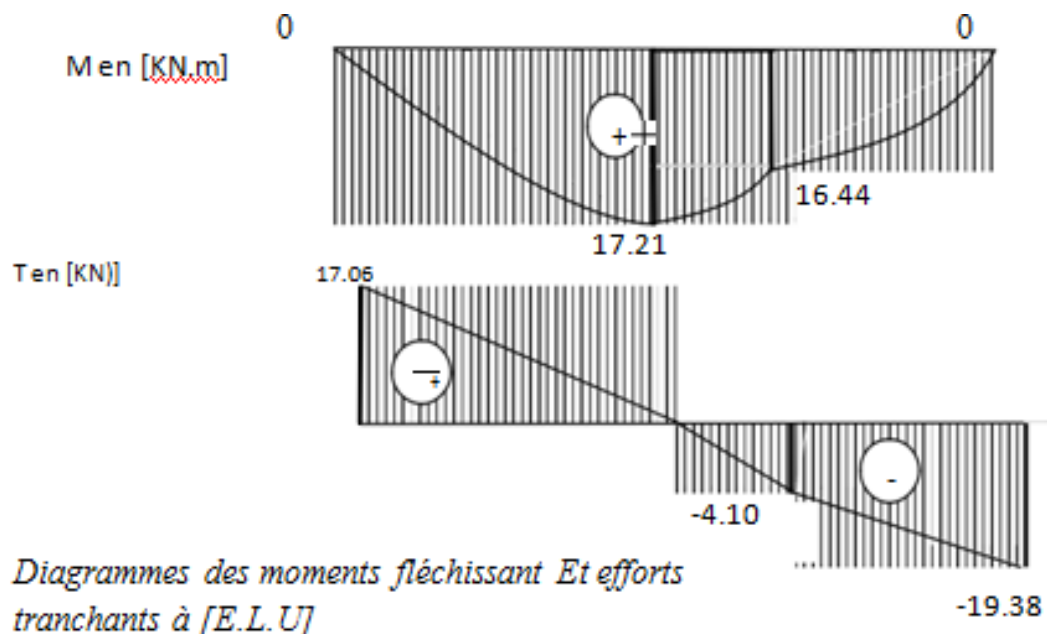 0 0
M en [KN.m]
+
16.44
17.21
T en [KN)]
17.06
+
-
-4.10
-19.38
Diagrammes des moments fléchissant Et efforts
tranchants à [E.L.U]